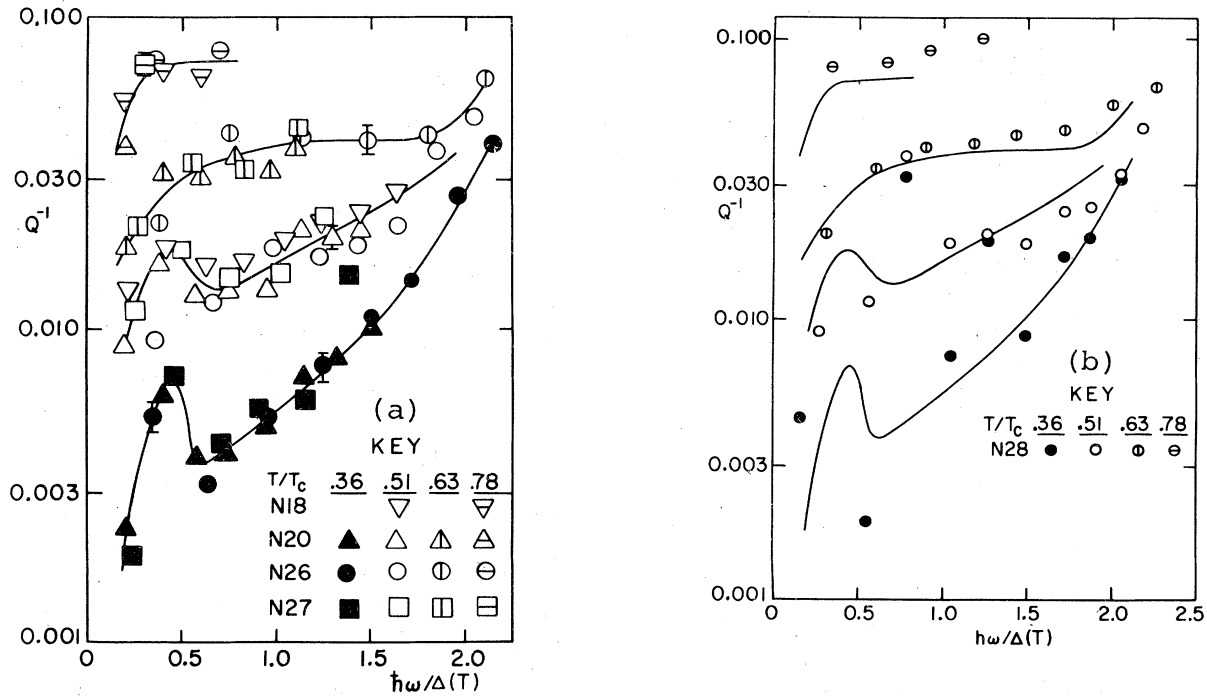 0.100
0.030
Q⁻¹
0.010
0.003
0.001
0 0.5 1.0 1.5 2.0
ħω/Δ(T)
(a)
KEY
T/Tc .36 .51 .63 .78
N18
N20
N26
N27
0.100
0.030
Q⁻¹
0.010
0.003
0.001
0 0.5 1.0 1.5 2.0 2.5
hω/Δ(T)
(b)
KEY
T/Tc .36 .51 .63 .78
N28